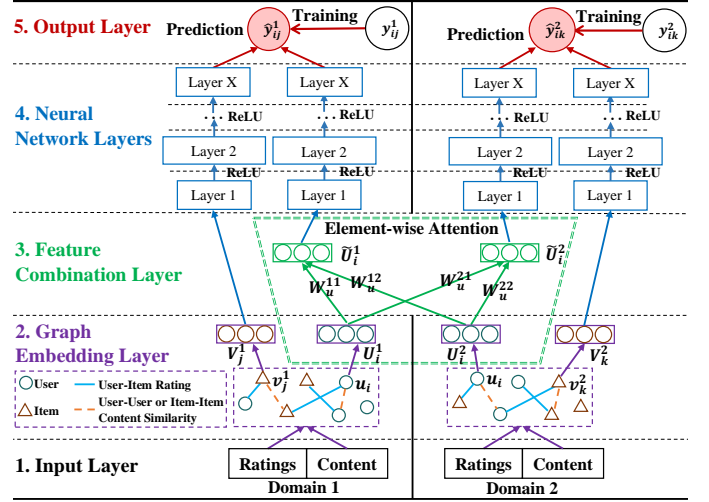 5. Output Layer
Prediction
ŷ¹ᵢⱼ
Training
y¹ᵢⱼ
Prediction
ŷ²ᵢₖ
Training
y²ᵢₖ
4. Neural
Network Layers
Layer X
Layer X
Layer X
Layer X
... ReLU
... ReLU
... ReLU
... ReLU
Layer 2
Layer 2
Layer 2
Layer 2
ReLU
ReLU
ReLU
ReLU
Layer 1
Layer 1
Layer 1
Layer 1
3. Feature
Combination Layer
Element-wise Attention
Ũ¹ᵢ
Ũ²ᵢ
W¹¹ᵤ
W¹²ᵤ
W²¹ᵤ
W²²ᵤ
2. Graph
Embedding Layer
V¹ⱼ
U¹ᵢ
U²ᵢ
V²ₖ
User
User-Item Rating
Item
User-User or Item-Item
Content Similarity
v¹ⱼ
uᵢ
uᵢ
v²ₖ
1. Input Layer
Ratings
Content
Ratings
Content
Domain 1
Domain 2